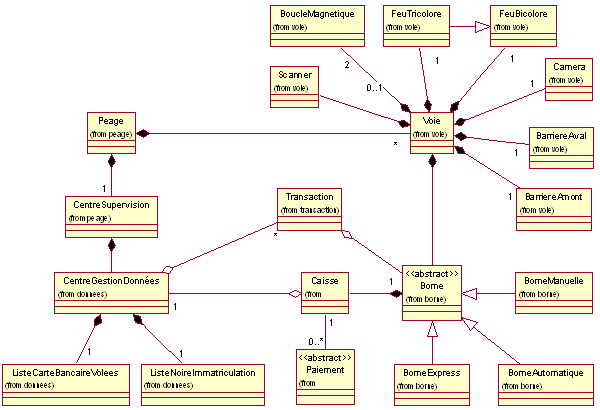 BoucleMagnetique
(from voie)
FeuTricolore
(from voie)
FeuBicolore
(from voie)
2
1
1
Scanner
(from voie)
0..1
1
Camera
(from voie)
Peage
(from peage)
Voie
(from voie)
*
1
BarriereAval
(from voie)
1
CentreSupervision
(from peage)
Transaction
(from transaction)
*
1
BarriereAmont
(from voie)
CentreGestionDonnées
(from donnees)
1
Caisse
(from
1
1
<<abstract>>
Borne
(from borne)
BorneManuelle
(from borne)
0..*
<<abstract>>
Paiement
(from
1
1
ListeCarteBancaireVolees
(from donnees)
ListeNoireImmatriculation
(from donnees)
BorneExpress
(from borne)
BorneAutomatique
(from borne)